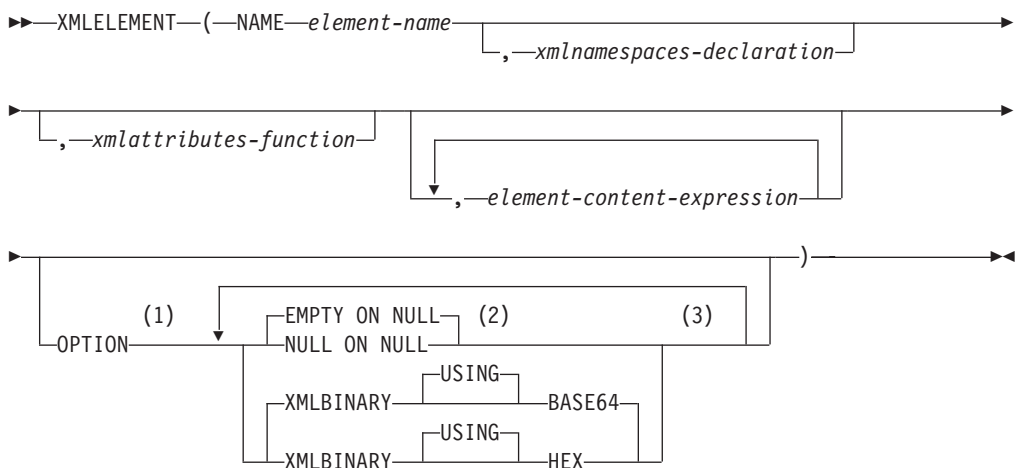 XMLELEMENT ( NAME element-name
, xmlnamespaces-declaration
, xmlattributes-function
, element-content-expression
)
(1) EMPTY ON NULL (2) (3)
OPTION NULL ON NULL
USING
XMLBINARY BASE64
USING
XMLBINARY HEX